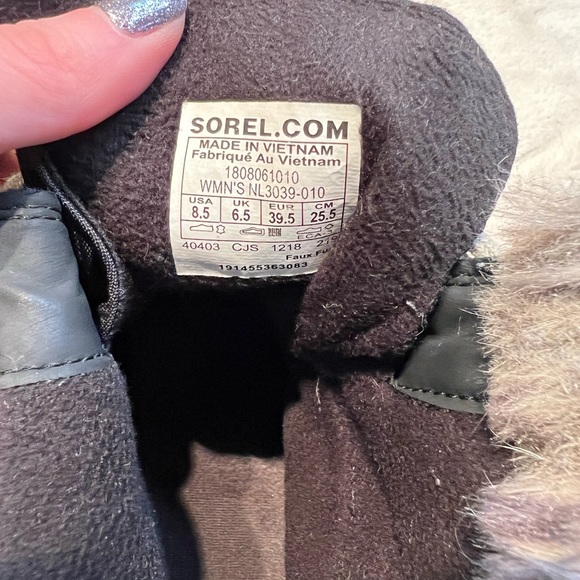 SOREL.COM
MADE IN VIETNAM
Fabriqué Au Vietnam
1808061010
WMN'S NL3039-010
USA UK EUR CM
8.5 6.5 39.5 25.5
40403 CJS 1218
Faux
191455363083